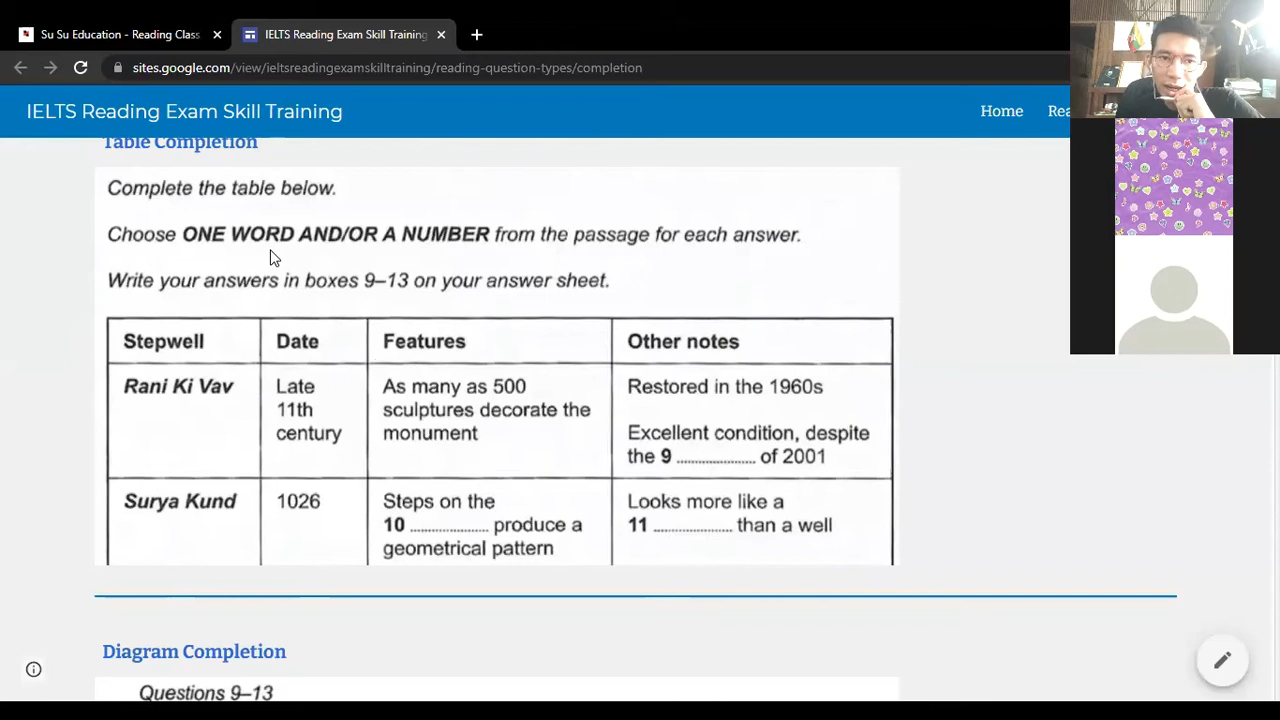 Su Su Education - Reading Class
IELTS Reading Exam Skill Training
sites.google.com/view/ieltsreadingexamskilltraining/reading-question-types/completion
IELTS Reading Exam Skill Training
Home
Rea
Table Completion
Complete the table below.
Choose ONE WORD AND/OR A NUMBER from the passage for each answer.
Write your answers in boxes 9–13 on your answer sheet.
Stepwell Date Features Other notes
Rani Ki Vav
Late
11th
century
As many as 500
sculptures decorate the
monument
Restored in the 1960s
Excellent condition, despite
the 9 .................... of 2001
Surya Kund
1026
Steps on the
10 .................... produce a
geometrical pattern
Looks more like a
11 .................... than a well
Diagram Completion
Questions 9–13